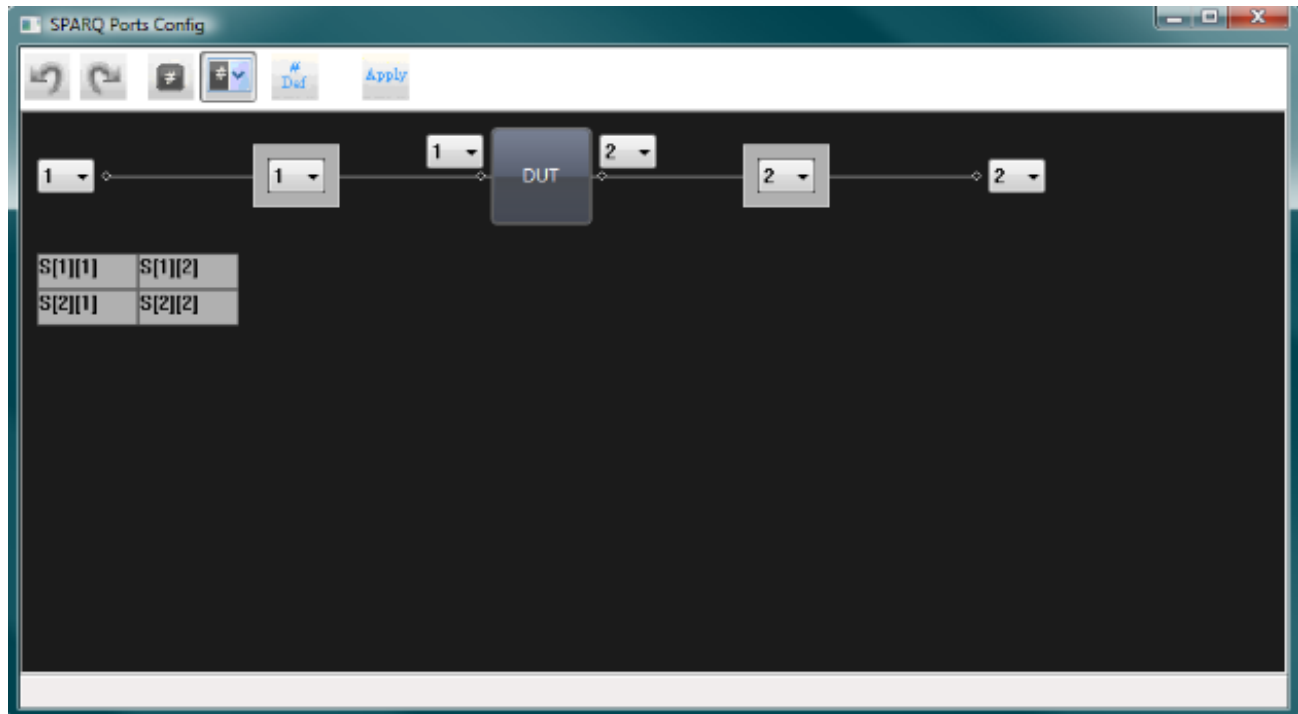 SPARQ Ports Config
#
Def
Apply
1
1
1
DUT
2
2
2
S[1][1] S[1][2]
S[2][1] S[2][2]